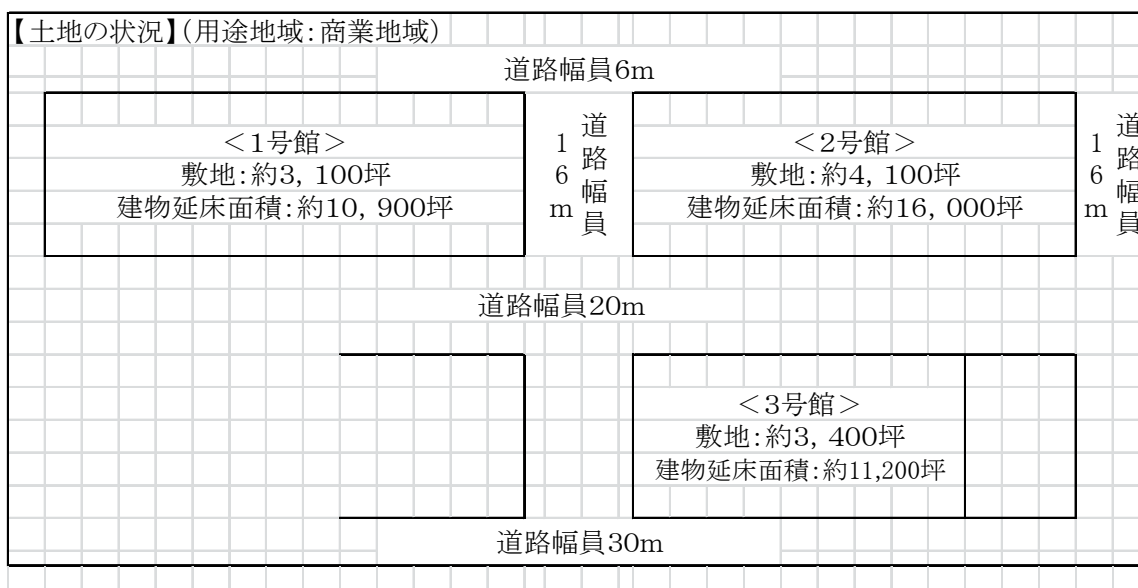 【土地の状況】(用途地域:商業地域)
道路幅員6m
<1号館>
敷地:約3,100坪
建物延床面積:約10,900坪
道路幅員
16m
<2号館>
敷地:約4,100坪
建物延床面積:約16,000坪
道路幅員
16m
道路幅員20m
<3号館>
敷地:約3,400坪
建物延床面積:約11,200坪
道路幅員30m